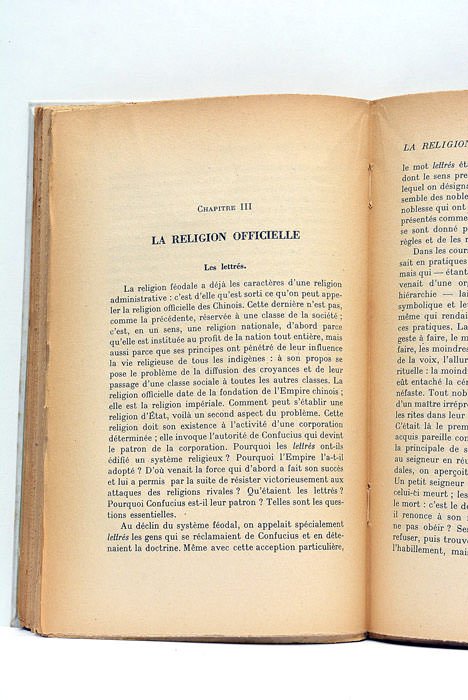 CHAPITRE III
LA RELIGION OFFICIELLE
Les lettrés.
La religion féodale a déjà les caractères d'une religion
administrative : c'est d'elle qu'est sorti ce qu'on peut appe-
ler la religion officielle des Chinois. Cette dernière n'est pas,
comme la précédente, réservée à une classe de la société ;
c'est, en un sens, une religion nationale, d'abord parce
qu'elle est instituée au profit de la nation tout entière, mais
aussi parce que ses principes ont pénétré de leur influence
la vie religieuse de tous les indigènes : à son propos se
pose le problème de la diffusion des croyances et de leur
passage d'une classe sociale à toutes les autres classes. La
religion officielle date de la fondation de l'Empire chinois ;
elle est la religion impériale. Comment peut s'établir une
religion d'État, voilà un second aspect du problème. Cette
religion doit son existence à l'activité d'une corporation
déterminée ; elle invoque l'autorité de Confucius qui devint
le patron de la corporation. Pourquoi les lettrés ont-ils
édifié un système religieux ? Pourquoi l'Empire l'a-t-il
adopté ? D'où venait la force qui d'abord a fait son succès
et lui a permis par la suite de résister victorieusement aux
attaques des religions rivales ? Qu'étaient les lettrés ?
Pourquoi Confucius est-il leur patron ? Telles sont les ques-
tions essentielles.
Au déclin du système féodal, on appelait spécialement
lettrés les gens qui se réclamaient de Confucius et en déte-
naient la doctrine. Même avec cette acception particulière,
LA RELIGION
le mot lettrés ét
dont le sens pre
lequel on désign
semble des noble
noblesse qui ont
présentés comme
se sont donné p
règles et de les
Dans les cours
sait en pratiques
mais qui — étant
venait d'une or
hiérarchie — lai
symbolique et le
même qui rendai
ces pratiques. La
geste à faire, le mo
faire, les moindres
de la voix, l'allur
rituelle : la moind
eût entaché la cé
néfaste. Tout nob
d'un maître irrépr
les rites dans leur
C'était là le prem
acquis pareille com
la principale de s
au seigneur en réu
dales, on aperçoit
Un petit seigneur
celui-ci meurt ; les
le mort : c'est le de
il renonce à son
ne pas obéir ? Se
refuser, puis trouve
l'habillement, mais